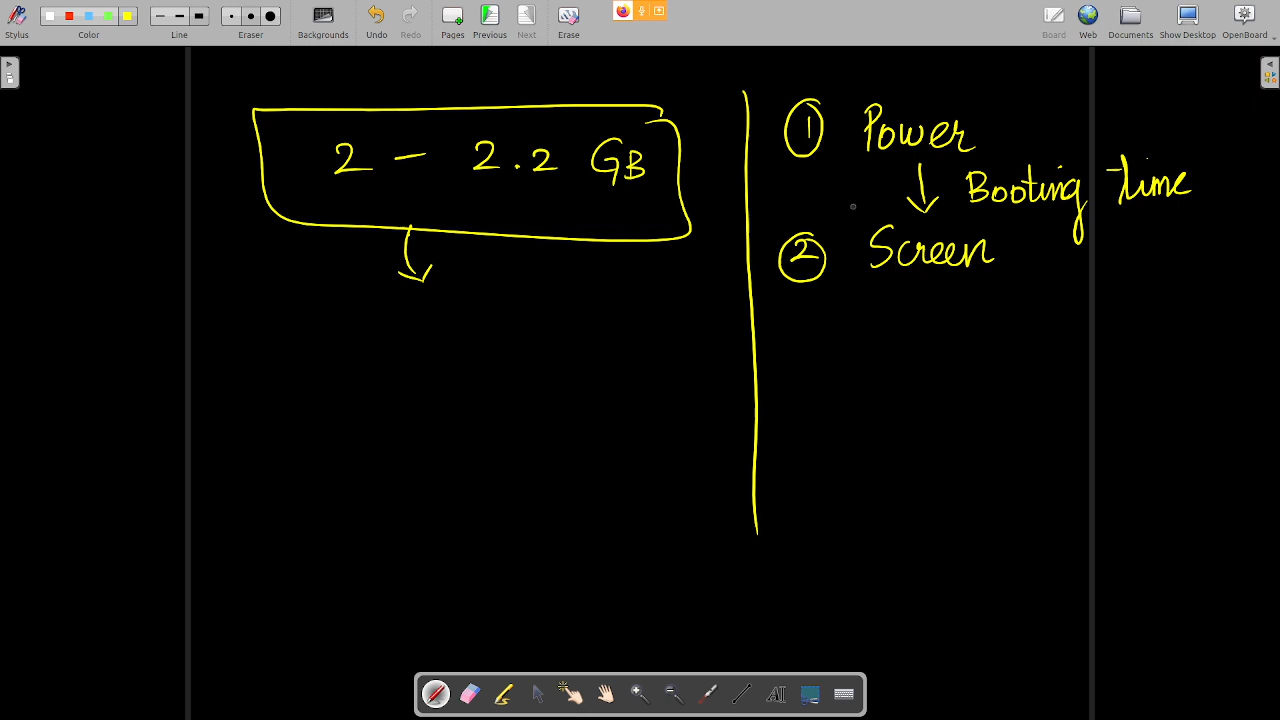 Stylus Color Line Eraser Backgrounds Undo Redo Pages Previous Next Erase Board Web Documents Show Desktop OpenBoard
2 - 2.2 GB
① Power
↓ Booting time
② Screen
AI